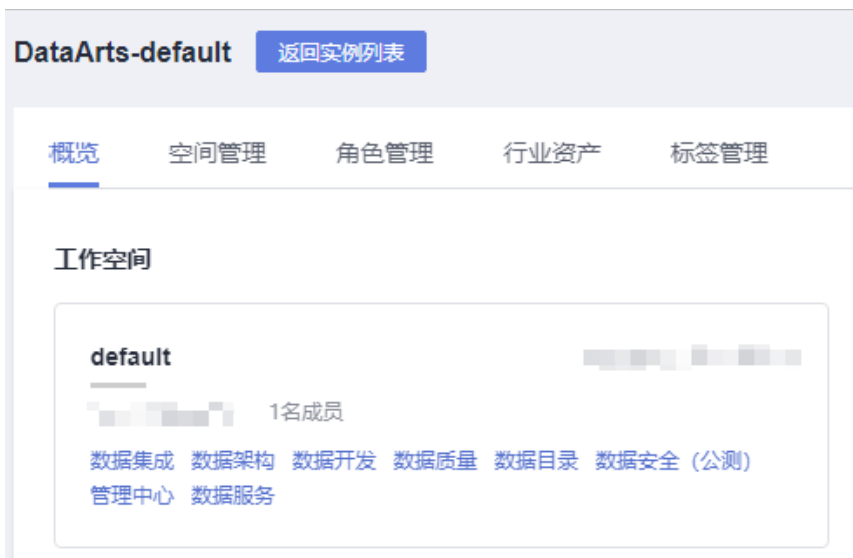 DataArts-default 返回实例列表
概览 空间管理 角色管理 行业资产 标签管理
工作空间
default
1名成员
数据集成 数据架构 数据开发 数据质量 数据目录 数据安全（公测）
管理中心 数据服务